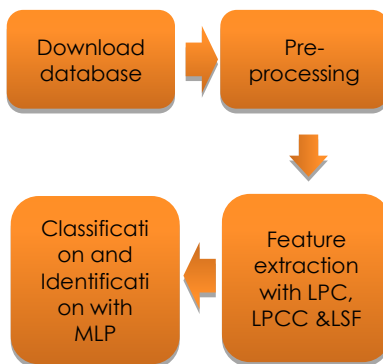 Download
database
Pre-
processing
Feature
extraction
with LPC,
LPCC &LSF
Classificati
on and
Identificati
on with
MLP